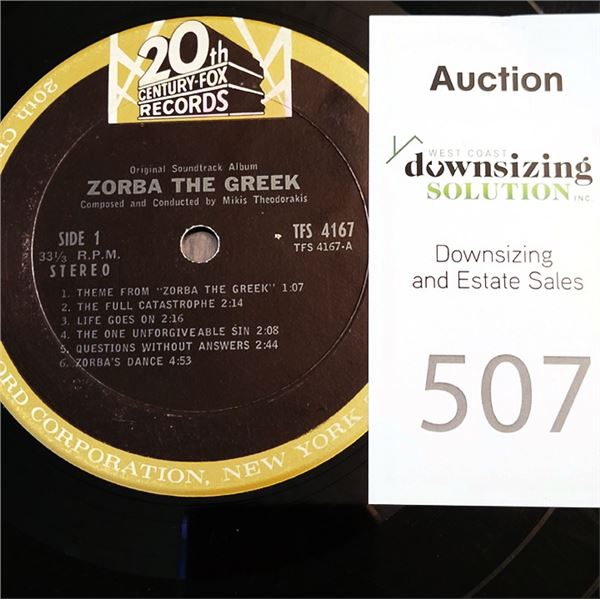 20th
CENTURY-FOX
RECORDS
Original Soundtrack Album
ZORBA THE GREEK
Composed and Conducted by Mikis Theodorakis
SIDE 1
33⅓ R.P.M.
STEREO
TFS 4167
TFS 4167-A
1. THEME FROM "ZORBA THE GREEK" 1:07
2. THE FULL CATASTROPHE 2:14
3. LIFE GOES ON 2:16
4. THE ONE UNFORGIVEABLE SIN 2:08
5. QUESTIONS WITHOUT ANSWERS 2:44
6. ZORBA'S DANCE 4:53
20th CE
ORD CORPORATION, NEW YORK
Auction
WEST COAST
downsizing
SOLUTION INC.
Downsizing
and Estate Sales
507